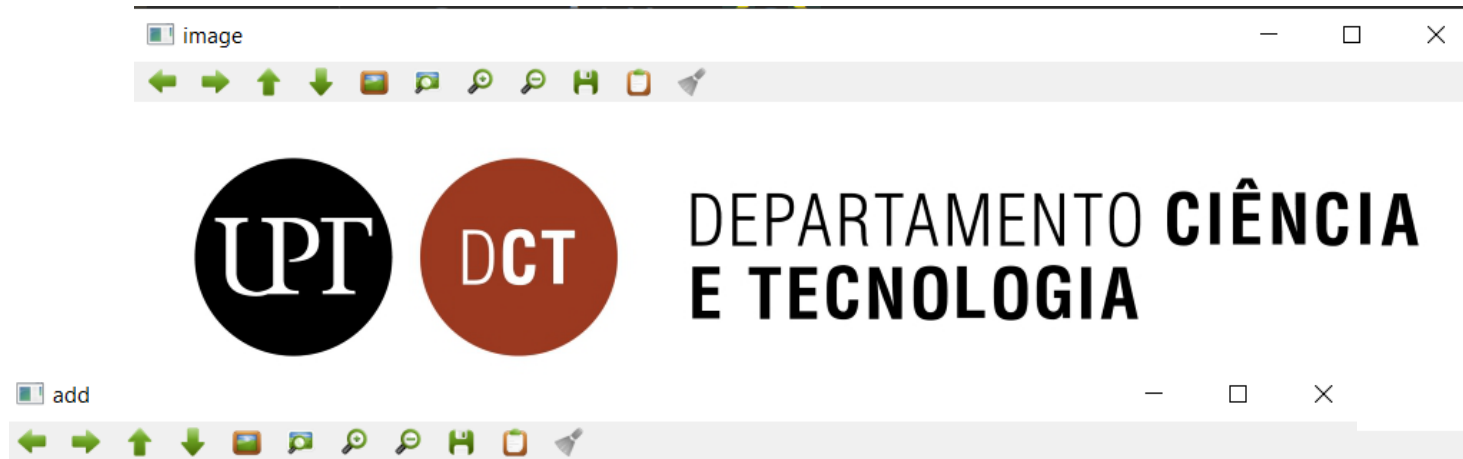 image
UPT
DCT
DEPARTAMENTO CIÊNCIA
E TECNOLOGIA
add